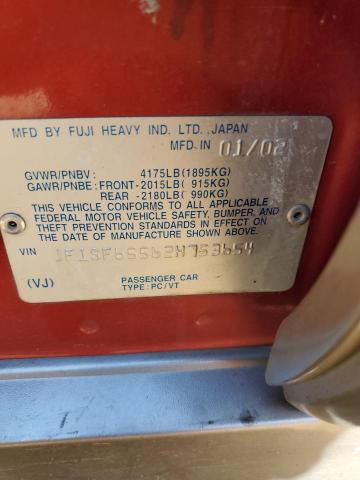 MFD BY FUJI HEAVY IND. LTD., JAPAN
MFD. IN 01/02
GVWR/PNBV : 4175LB(1895KG)
GAWR/PNBE : FRONT-2015LB( 915KG)
REAR -2180LB( 990KG)
THIS VEHICLE CONFORMS TO ALL APPLICABLE
FEDERAL MOTOR VEHICLE SAFETY, BUMPER, AND
THEFT PREVENTION STANDARDS IN EFFECT ON
THE DATE OF MANUFACTURE SHOWN ABOVE.
VIN JF1SF65562H753654
(VJ)
PASSENGER CAR
TYPE : PC/VT